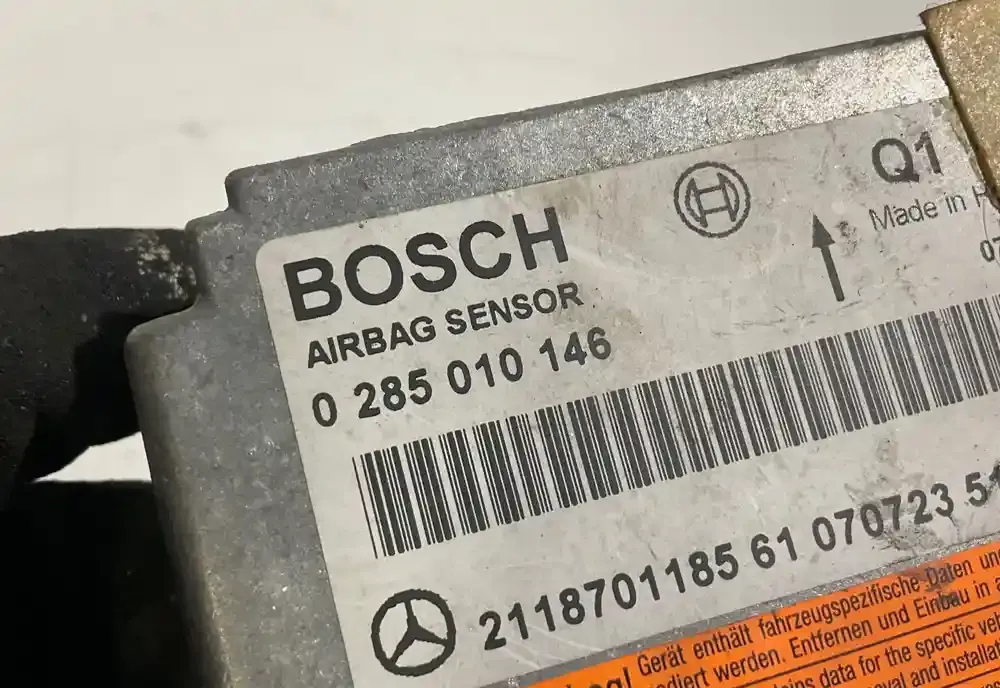 Q1
Made in
BOSCH
AIRBAG SENSOR
0 285 010 146
2118701185 61 070723 51
Gerät enthält fahrzeugspezifische Daten
werden. Entfernen und Einbau in
data for the specific
and